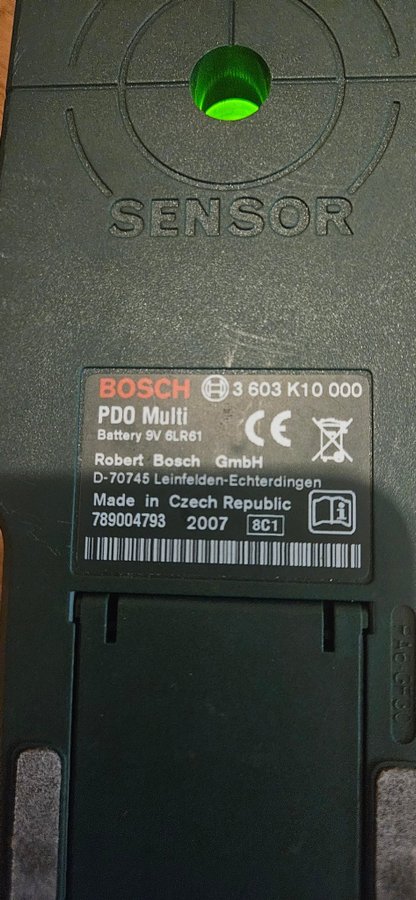 SENSOR
BOSCH 3 603 K10 000
PDO Multi
Battery 9V 6LR61
Robert Bosch GmbH
D-70745 Leinfelden-Echterdingen
Made in Czech Republic
789004793 2007 8C1